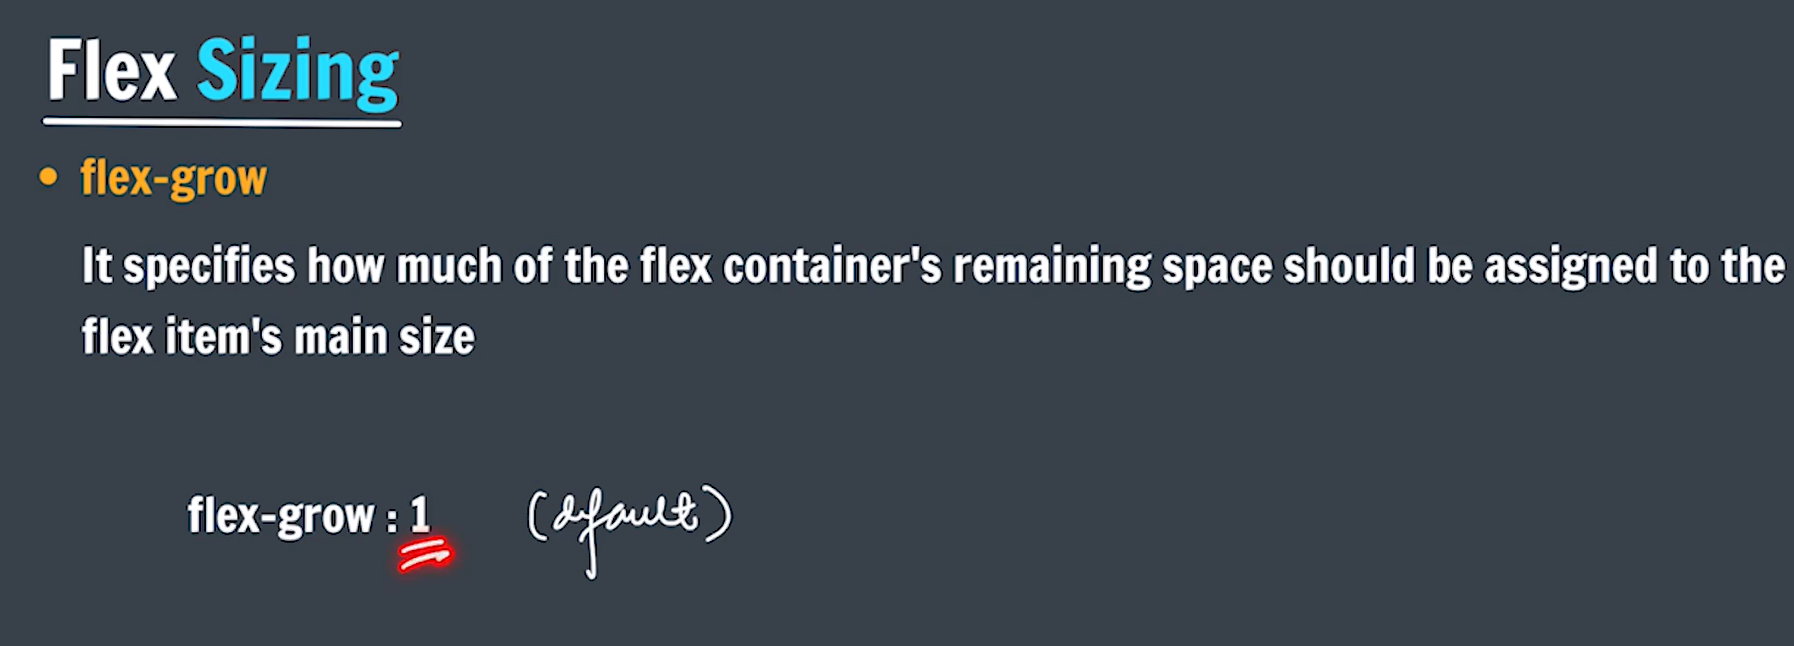 Flex Sizing
• flex-grow
It specifies how much of the flex container's remaining space should be assigned to the
flex item's main size
flex-grow : 1 (default)